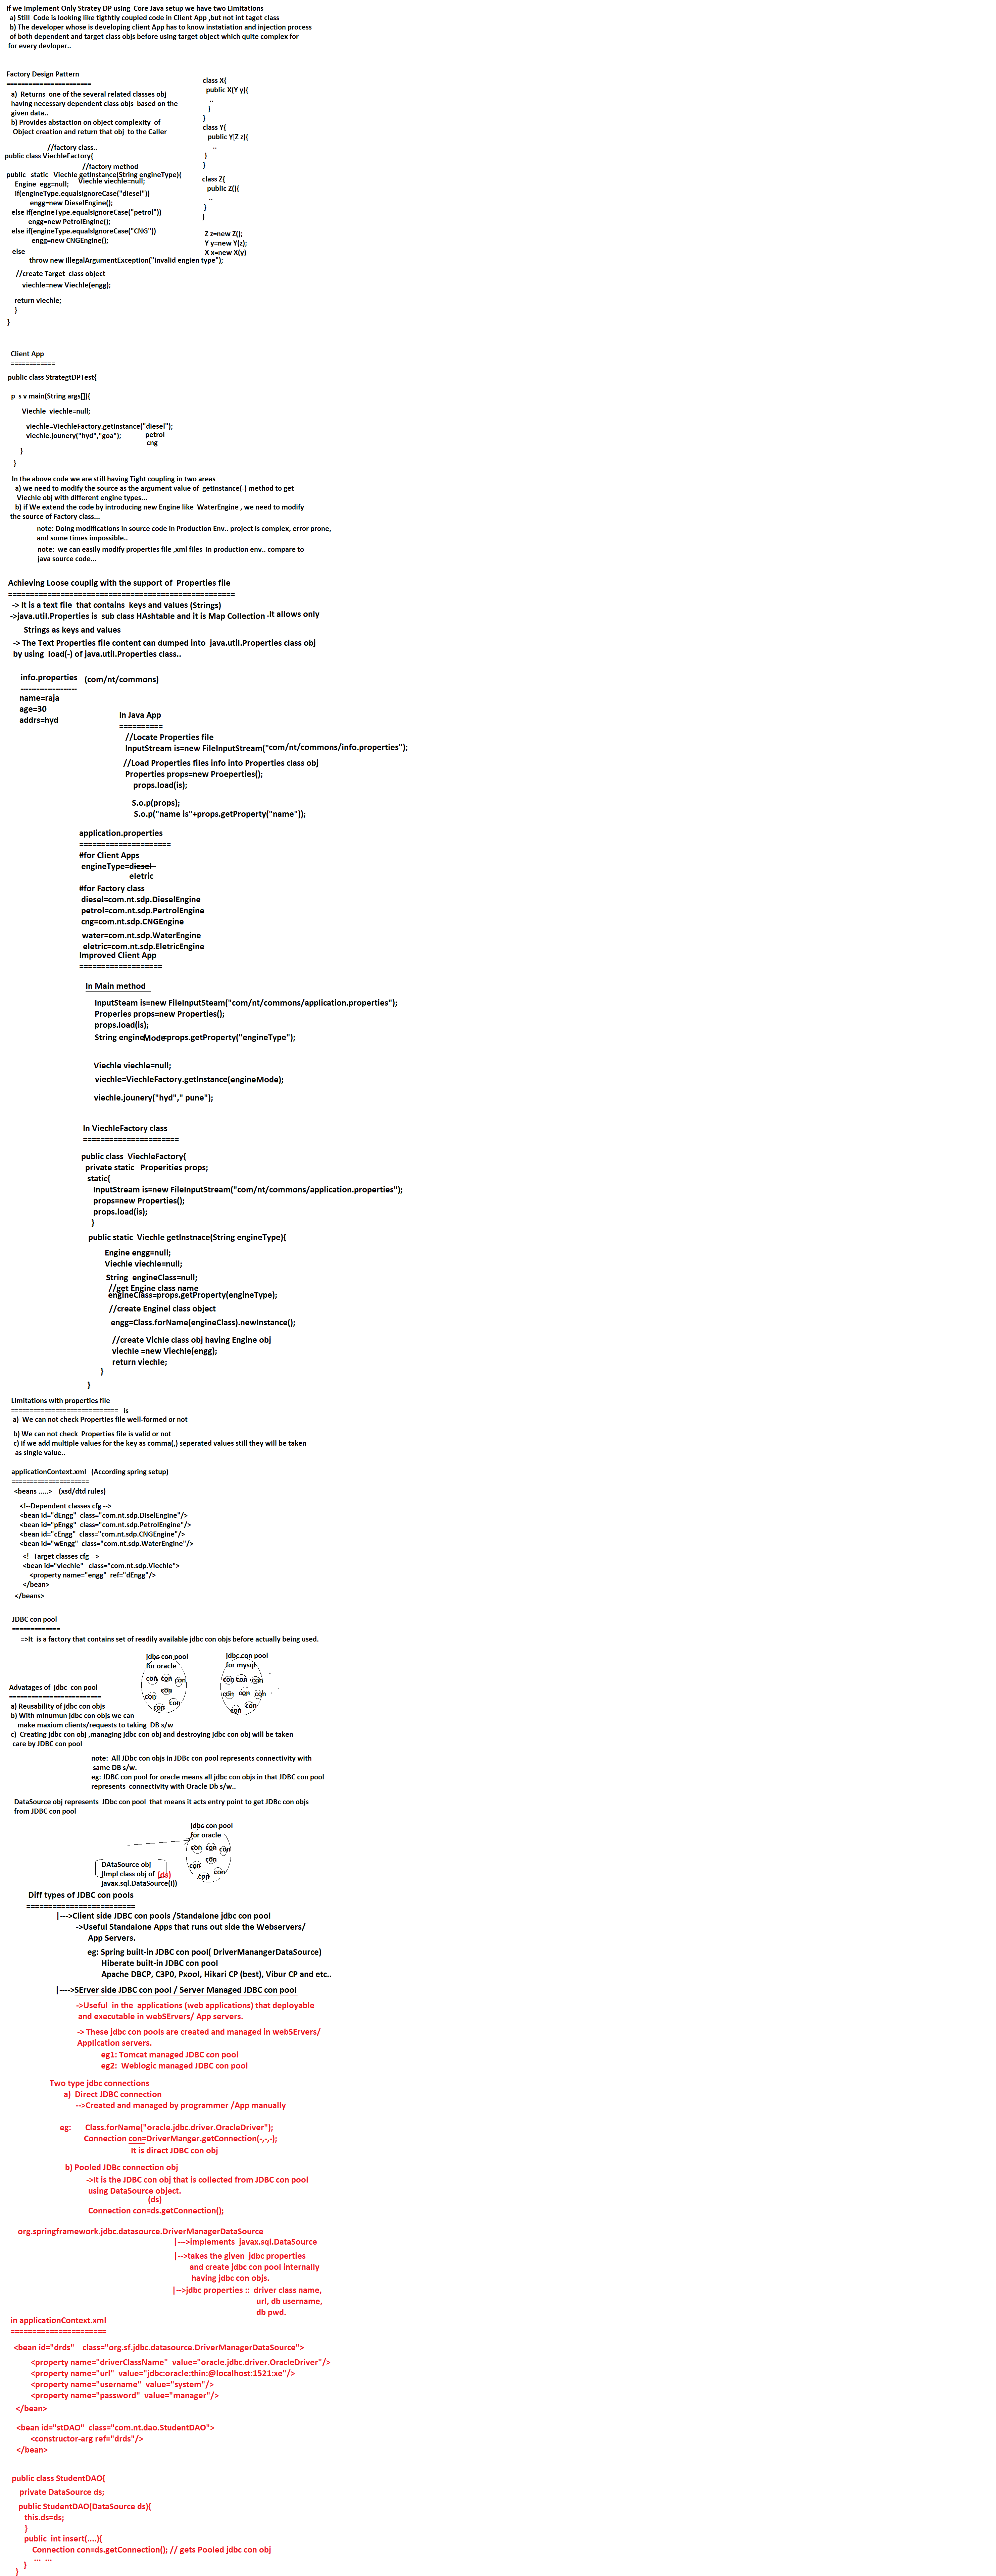 if we implement Only Stratey DP using  Core Java setup we have two Limitations
a) Still  Code is looking like tigthtly coupled code in Client App ,but not int taget class
b) The developer whose is developing client App has to know instatiation and injection process
of both dependent and target class objs before using target object which quite complex for
for every devloper..
Factory Design Pattern
=======================
a)  Returns  one of the several related classes obj
having necessary dependent class objs  based on the
given data..
b) Provides abstaction on object complexity  of
Object creation and return that obj  to the Caller
class X{
public X(Y y){
..
}
}
class Y{
public Y(Z z){
..
}
}
class Z{
public Z(){
..
}
}
Z z=new Z();
Y y=new Y(z);
X x=new X(y)
//factory class..
public class ViechleFactory{
//factory method
public  static  Viechle getInstance(String engineType){
Engine  egg=null;
Viechle viechle=null;
if(engineType.equalsIgnoreCase("diesel"))
engg=new DieselEngine();
else if(engineType.equalsIgnoreCase("petrol"))
engg=new PetrolEngine();
else if(engineType.equalsIgnoreCase("CNG"))
engg=new CNGEngine();
else
throw new IllegalArgumentException("invalid engien type");
//create Target  class object
viechle=new Viechle(engg);
return viechle;
}
}
Client App
============
public class StrategtDPTest{
p  s v main(String args[]){
Viechle  viechle=null;
viechle=ViechleFactory.getInstance("diesel");
petrol
cng
viechle.jounery("hyd","goa");
}
}
In the above code we are still having Tight coupling in two areas
a) we need to modify the source as the argument value of  getInstance(-) method to get
Viechle obj with different engine types...
b) if We extend the code by introducing new Engine like  WaterEngine , we need to modify
the source of Factory class...
note: Doing modifications in source code in Production Env.. project is complex, error prone,
and some times impossible..
note:  we can easily modify properties file ,xml files  in production env.. compare to
java source code...
Achieving Loose couplig with the support of  Properties file
====================================================
-> It is a text file  that contains  keys and values (Strings)
->java.util.Properties is  sub class HAshtable and it is Map Collection .It allows only
Strings as keys and values
-> The Text Properties file content can dumped into  java.util.Properties class obj
by using  load(-) of java.util.Properties class..
info.properties   (com/nt/commons)
---------------------
name=raja
age=30
addrs=hyd
In Java App
==========
//Locate Properties file
InputStream is=new FileInputStream("com/nt/commons/info.properties");
//Load Properties files info into Properties class obj
Properties props=new Proeperties();
props.load(is);
S.o.p(props);
S.o.p("name is"+props.getProperty("name"));
application.properties
=====================
#for Client Apps
engineType=diesel
eletric
#for Factory class
diesel=com.nt.sdp.DieselEngine
petrol=com.nt.sdp.PertrolEngine
cng=com.nt.sdp.CNGEngine
water=com.nt.sdp.WaterEngine
eletric=com.nt.sdp.EletricEngine
Improved Client App
===================
In Main method
InputSteam is=new FileInputSteam("com/nt/commons/application.properties");
Properies props=new Properties();
props.load(is);
String engineMode=props.getProperty("engineType");
Viechle viechle=null;
viechle=ViechleFactory.getInstance(engineMode);
viechle.jounery("hyd"," pune");
In ViechleFactory class
======================
public class  ViechleFactory{
private static   Properities props;
static{
InputStream is=new FileInputStream("com/nt/commons/application.properties");
props=new Properties();
props.load(is);
}
public static  Viechle getInstnace(String engineType){
Engine engg=null;
Viechle viechle=null;
String  engineClass=null;
//get Engine class name
engineClass=props.getProperty(engineType);
//create Enginel class object
engg=Class.forName(engineClass).newInstance();
//create Vichle class obj having Engine obj
viechle =new Viechle(engg);
return viechle;
}
}
Limitations with properties file
=============================  is
a)  We can not check Properties file well-formed or not
b) We can not check  Properties file is valid or not
c) if we add multiple values for the key as comma(,) seperated values still they will be taken
as single value..
applicationContext.xml   (According spring setup)
=====================
<beans .....>   (xsd/dtd rules)
<!--Dependent classes cfg -->
<bean id="dEngg"  class="com.nt.sdp.DiselEngine"/>
<bean id="pEngg"  class="com.nt.sdp.PetrolEngine"/>
<bean id="cEngg"  class="com.nt.sdp.CNGEngine"/>
<bean id="wEngg"  class="com.nt.sdp.WaterEngine"/>
<!--Target classes cfg -->
<bean id="viechle"   class="com.nt.sdp.Viechle">
<property name="engg"  ref="dEngg"/>
</bean>
</beans>
JDBC con pool
=============
=>It  is a factory that contains set of readily available jdbc con objs before actually being used.
jdbc con pool
for oracle
con con con
con
con con
con
jdbc con pool
for mysql
con con con
con con con
con
con
Advatages of  jdbc  con pool
=========================
a) Reusability of jdbc con objs
b) With minumun jdbc con objs we can
make maxium clients/requests to taking  DB s/w
c)  Creating jdbc con obj ,managing jdbc con obj and destroying jdbc con obj will be taken
care by JDBC con pool
note:  All JDbc con objs in JDBc con pool represents connectivity with
same DB s/w.
eg: JDBC con pool for oracle means all jdbc con objs in that JDBC con pool
represents  connectivity with Oracle Db s/w..
DataSource obj represents  JDbc con pool  that means it acts entry point to get JDBc con objs
from JDBC con pool
jdbc con pool
for oracle
con con con
con
con con
con
DAtaSource obj
(Impl class obj of (ds)
javax.sql.DataSource(I))
Diff types of JDBC con pools
=========================
|--->Client side JDBC con pools /Standalone jdbc con pool
->Useful Standalone Apps that runs out side the Webservers/
App Servers.
eg: Spring built-in JDBC con pool( DriverManangerDataSource)
Hiberate built-in JDBC con pool
Apache DBCP, C3P0, Pxool, Hikari CP (best), Vibur CP and etc..
|---->SErver side JDBC con pool / Server Managed JDBC con pool
->Useful  in the  applications (web applications) that deployable
and executable in webSErvers/ App servers.
-> These jdbc con pools are created and managed in webSErvers/
Application servers.
eg1: Tomcat managed JDBC con pool
eg2:  Weblogic managed JDBC con pool
Two type jdbc connections
a)  Direct JDBC connection
-->Created and managed by programmer /App manually
eg:      Class.forName("oracle.jdbc.driver.OracleDriver");
Connection con=DriverManger.getConnection(-,-,-);
It is direct JDBC con obj
b) Pooled JDBc connection obj
->It is the JDBC con obj that is collected from JDBC con pool
using DataSource object.
(ds)
Connection con=ds.getConnection();
org.springframework.jdbc.datasource.DriverManagerDataSource
|--->implements  javax.sql.DataSource
|-->takes the given  jdbc properties
and create jdbc con pool internally
having jdbc con objs.
|-->jdbc properties ::  driver class name,
url, db username,
db pwd.
in applicationContext.xml
======================
<bean id="drds"    class="org.sf.jdbc.datasource.DriverManagerDataSource">
<property name="driverClassName"  value="oracle.jdbc.driver.OracleDriver"/>
<property name="url"  value="jdbc:oracle:thin:@localhost:1521:xe"/>
<property name="username"  value="system"/>
<property name="password"  value="manager"/>
</bean>
<bean id="stDAO"  class="com.nt.dao.StudentDAO">
<constructor-arg ref="drds"/>
</bean>
public class StudentDAO{
private DataSource ds;
public StudentDAO(DataSource ds){
this.ds=ds;
}
public  int insert(....){
Connection con=ds.getConnection(); // gets Pooled jdbc con obj
...  ...
}
}